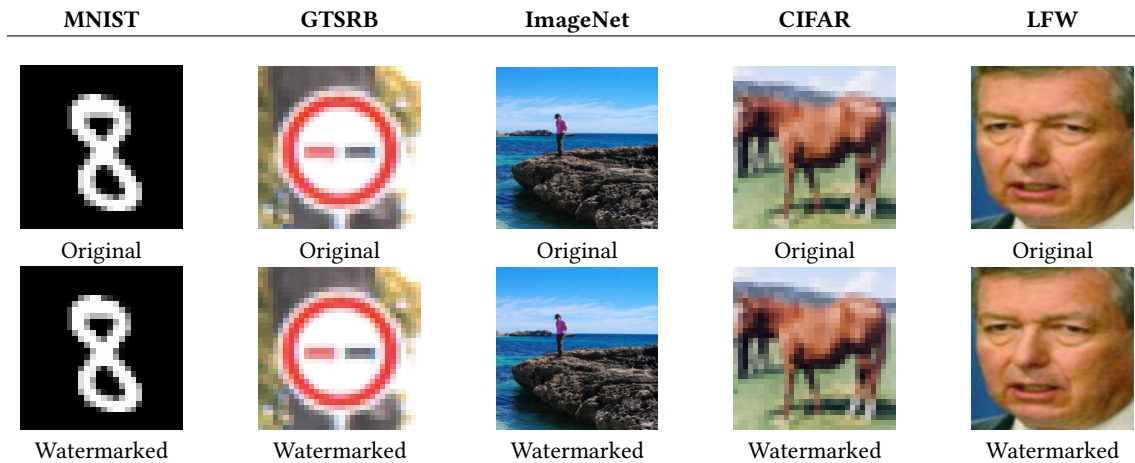 MNIST GTSRB ImageNet CIFAR LFW
Original Original Original Original Original
Watermarked Watermarked Watermarked Watermarked Watermarked